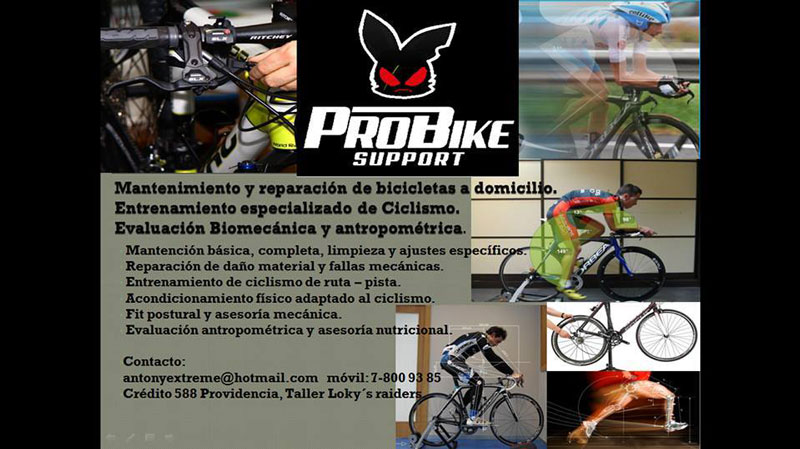 RITCHEY
PROBIKE
SUPPORT
Mantenimiento y reparación de bicicletas a domicilio.
Entrenamiento especializado de Ciclismo.
Evaluación Biomecánica y antropométrica.
Mantención básica, completa, limpieza y ajustes específicos.
Reparación de daño material y fallas mecánicas.
Entrenamiento de ciclismo de ruta – pista.
Acondicionamiento físico adaptado al ciclismo.
Fit postural y asesoría mecánica.
Evaluación antropométrica y asesoría nutricional.
Contacto:
antonyextreme@hotmail.com móvil: 7-800 93 85
Crédito 588 Providencia, Taller Loky´s raiders